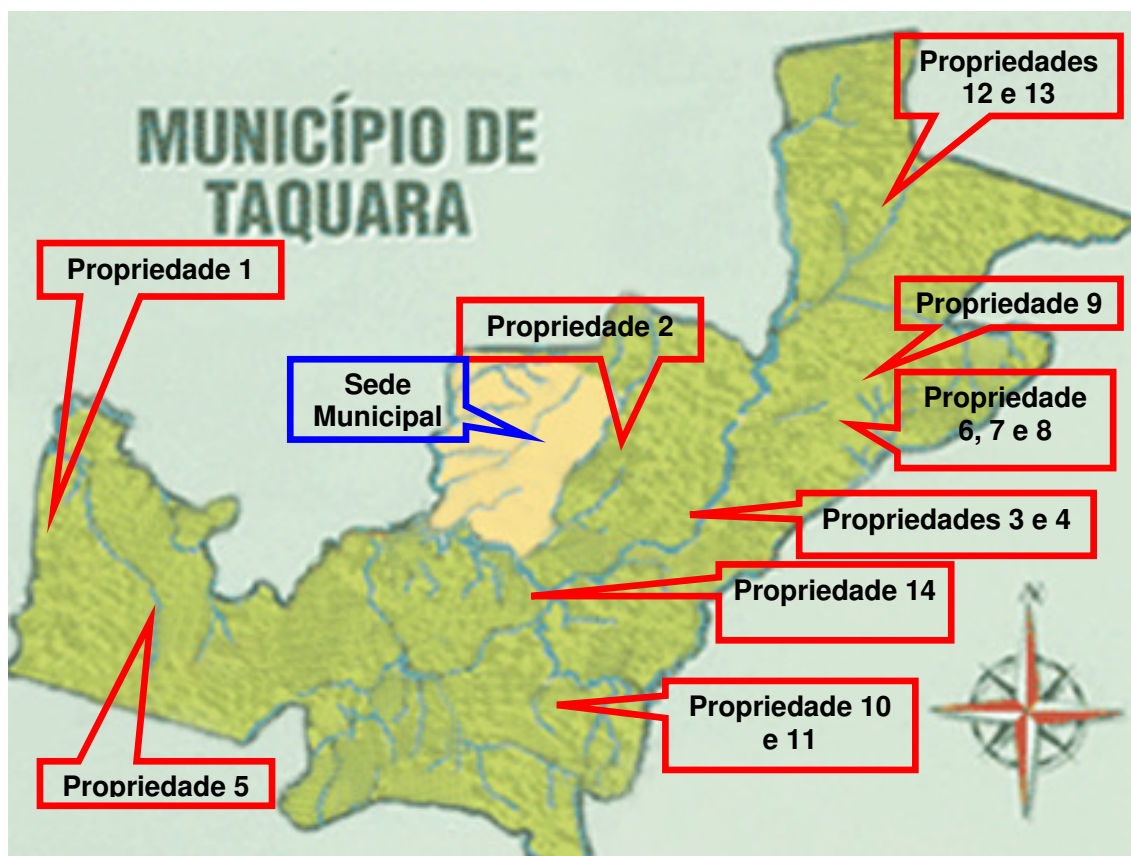 Propriedades
12 e 13
MUNICÍPIO DE
TAQUARA
Propriedade 1
Propriedade 9
Propriedade 2
Sede
Municipal
Propriedade
6, 7 e 8
Propriedades 3 e 4
Propriedade 14
N
Propriedade 10
e 11
Propriedade 5